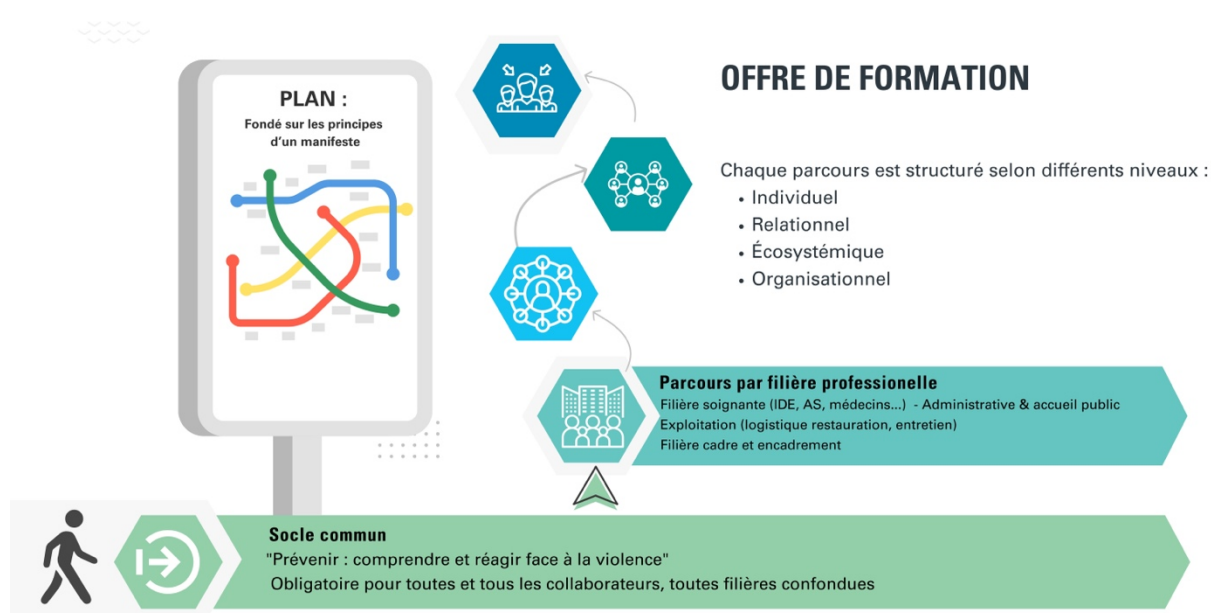 PLAN :
Fondé sur les principes
d'un manifeste
OFFRE DE FORMATION
Chaque parcours est structuré selon différents niveaux :
• Individuel
• Relationnel
• Écosystémique
• Organisationnel
Parcours par filière professionelle
Filière soignante (IDE, AS, médecins...) - Administrative & accueil public
Exploitation (logistique restauration, entretien)
Filière cadre et encadrement
Socle commun
"Prévenir : comprendre et réagir face à la violence"
Obligatoire pour toutes et tous les collaborateurs, toutes filières confondues